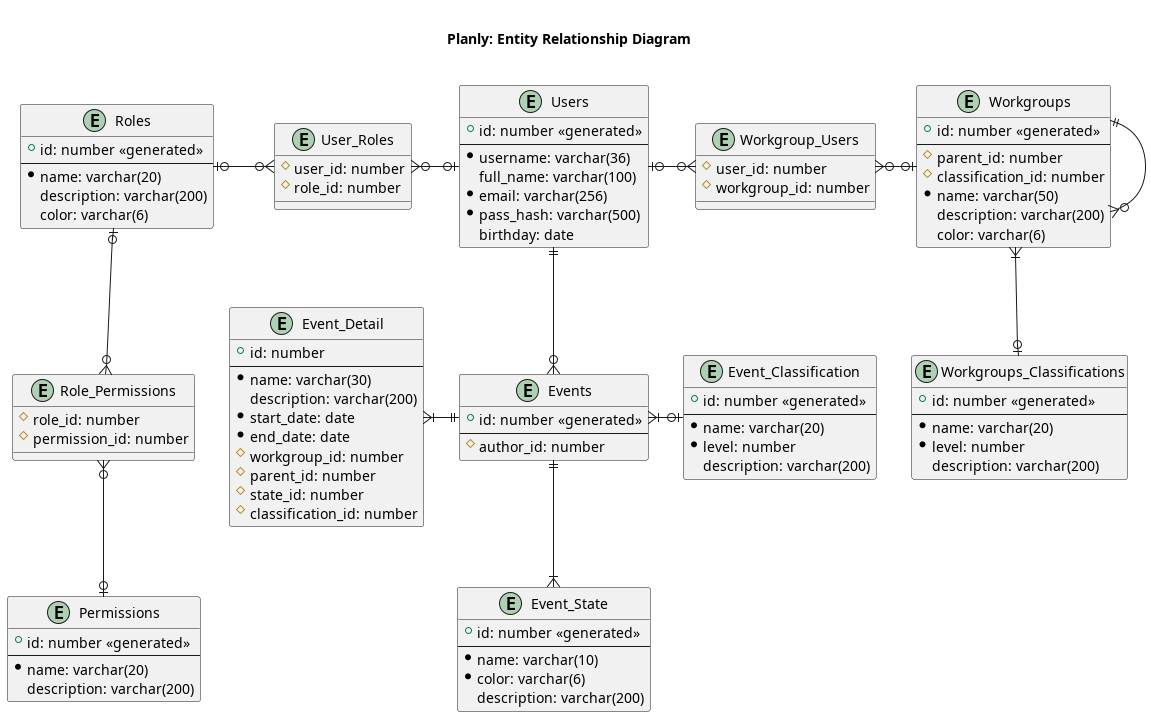 Planly: Entity Relationship Diagram
E Roles
id: number «generated»
name: varchar(20)
description: varchar(200)
color: varchar(6)
E User_Roles
user_id: number
role_id: number
E Users
id: number «generated»
username: varchar(36)
full_name: varchar(100)
email: varchar(256)
pass_hash: varchar(500)
birthday: date
E Workgroup_Users
user_id: number
workgroup_id: number
E Workgroups
id: number «generated»
parent_id: number
classification_id: number
name: varchar(50)
description: varchar(200)
color: varchar(6)
E Role_Permissions
role_id: number
permission_id: number
E Event_Detail
id: number
name: varchar(30)
description: varchar(200)
start_date: date
end_date: date
workgroup_id: number
parent_id: number
state_id: number
classification_id: number
E Events
id: number «generated»
author_id: number
E Event_Classification
id: number «generated»
name: varchar(20)
level: number
description: varchar(200)
E Workgroups_Classifications
id: number «generated»
name: varchar(20)
level: number
description: varchar(200)
E Permissions
id: number «generated»
name: varchar(20)
description: varchar(200)
E Event_State
id: number «generated»
name: varchar(10)
color: varchar(6)
description: varchar(200)